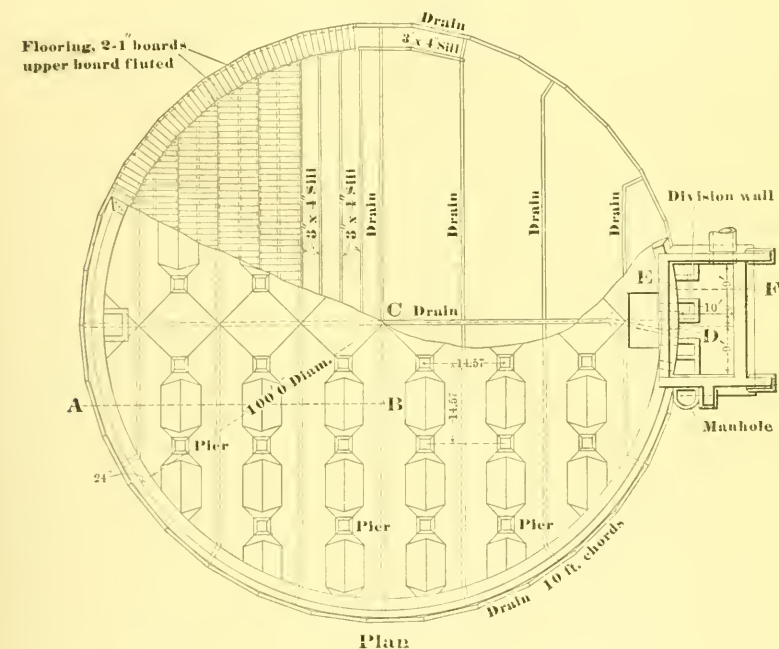 Drain
Flooring, 2-1" boards
upper board fluted
3 x 4 Sill
3" x 4" Sill
3" x 4" Sill
Drain
Drain
Drain
Drain
Division wall
E
F
C
Drain
10'
9'
D
9'
100'0 Diam.
14.57
14.57
A
B
Pier
Manhole
24"
Pier
Pier
Drain
10 ft. chords
Plan